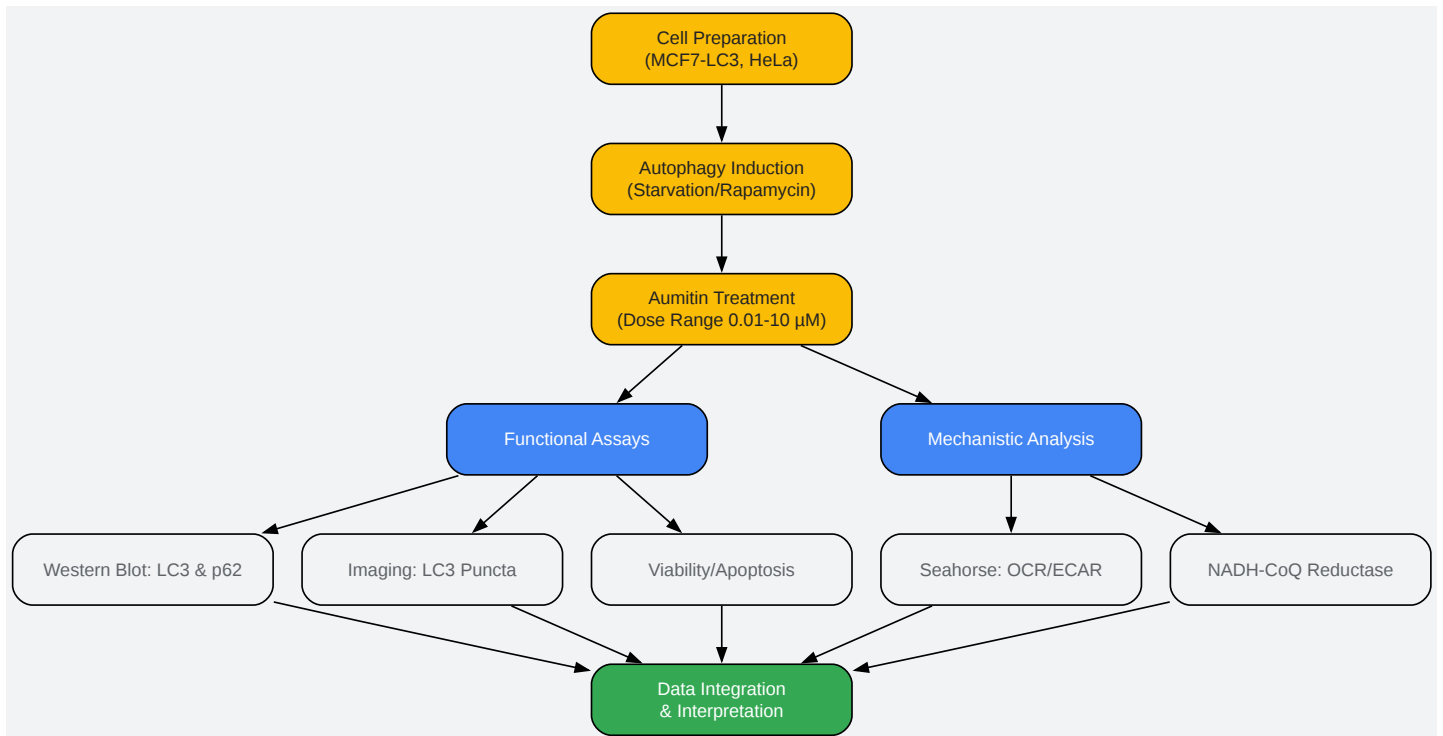 Cell Preparation
(MCF7-LC3, HeLa)
Autophagy Induction
(Starvation/Rapamycin)
Aumitin Treatment
(Dose Range 0.01-10 µM)
Functional Assays
Mechanistic Analysis
Western Blot: LC3 & p62
Imaging: LC3 Puncta
Viability/Apoptosis
Seahorse: OCR/ECAR
NADH-CoQ Reductase
Data Integration
& Interpretation